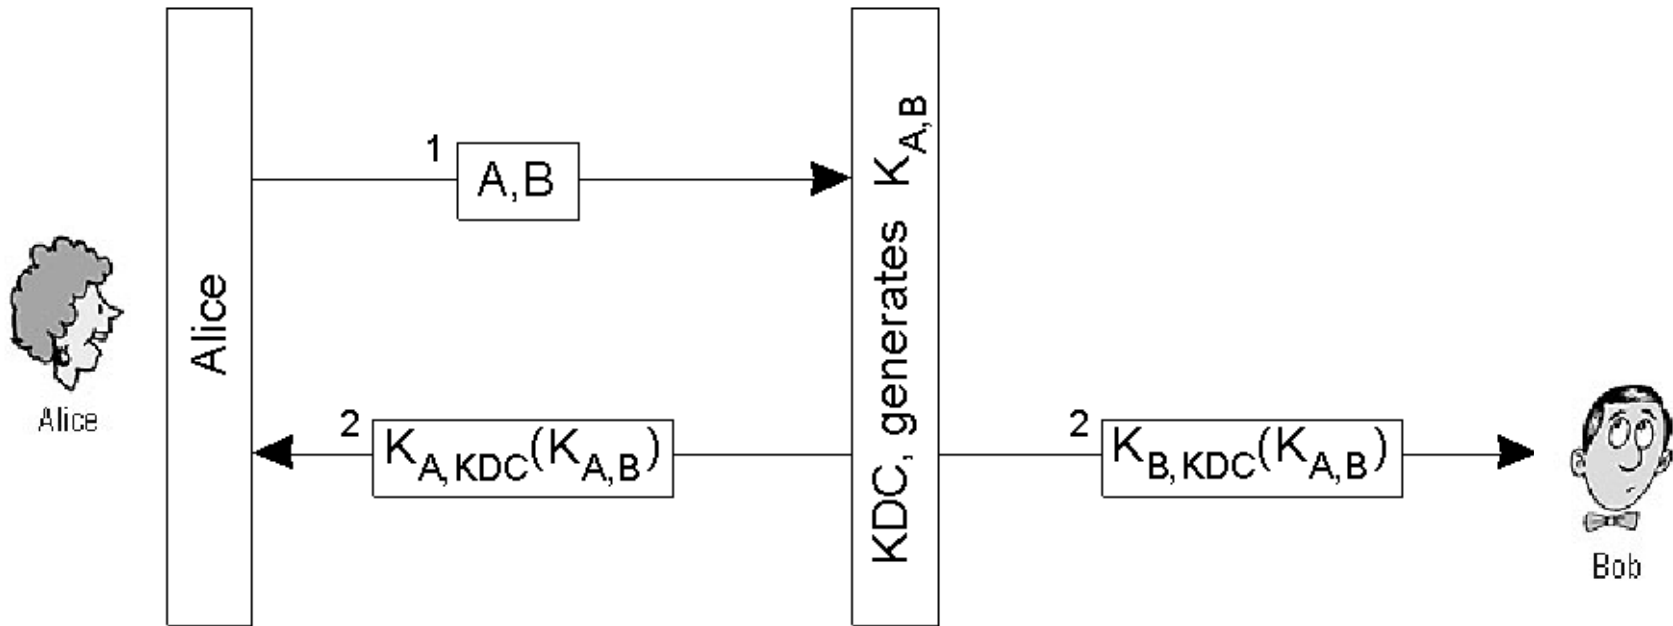 1
A,B
Alice
Alice
2
K_A,KDC(K_A,B)
KDC, generates K_A,B
2
K_B,KDC(K_A,B)
Bob